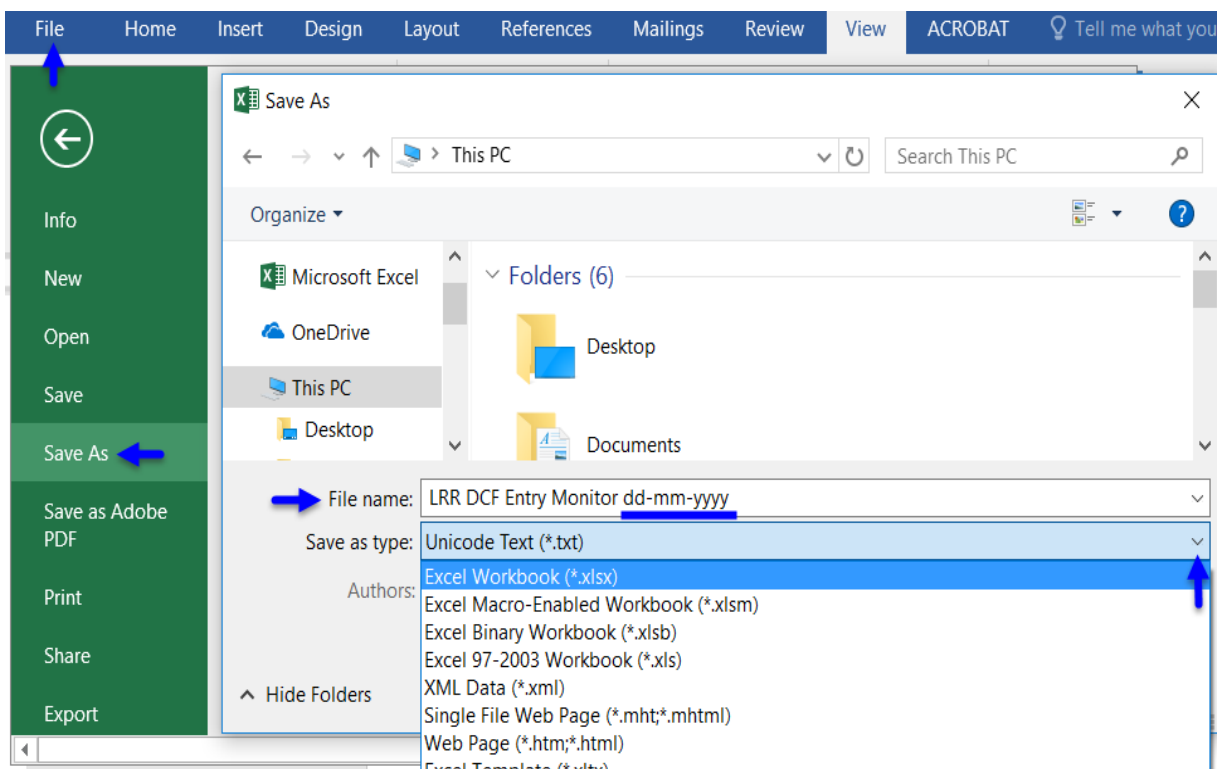 File Home Insert Design Layout References Mailings Review View ACROBAT Tell me what you
Save As
This PC
Search This PC
Organize
Info
New
Open
Save
Save As
Save as Adobe
PDF
Print
Share
Export
Microsoft Excel
OneDrive
This PC
Desktop
Folders (6)
Desktop
Documents
File name: LRR DCF Entry Monitor dd-mm-yyyy
Save as type: Unicode Text (*.txt)
Authors:
Excel Workbook (*.xlsx)
Excel Macro-Enabled Workbook (*.xlsm)
Excel Binary Workbook (*.xlsb)
Excel 97-2003 Workbook (*.xls)
XML Data (*.xml)
Single File Web Page (*.mht;*.mhtml)
Web Page (*.htm;*.html)
Excel Template (*.xltx)
Hide Folders